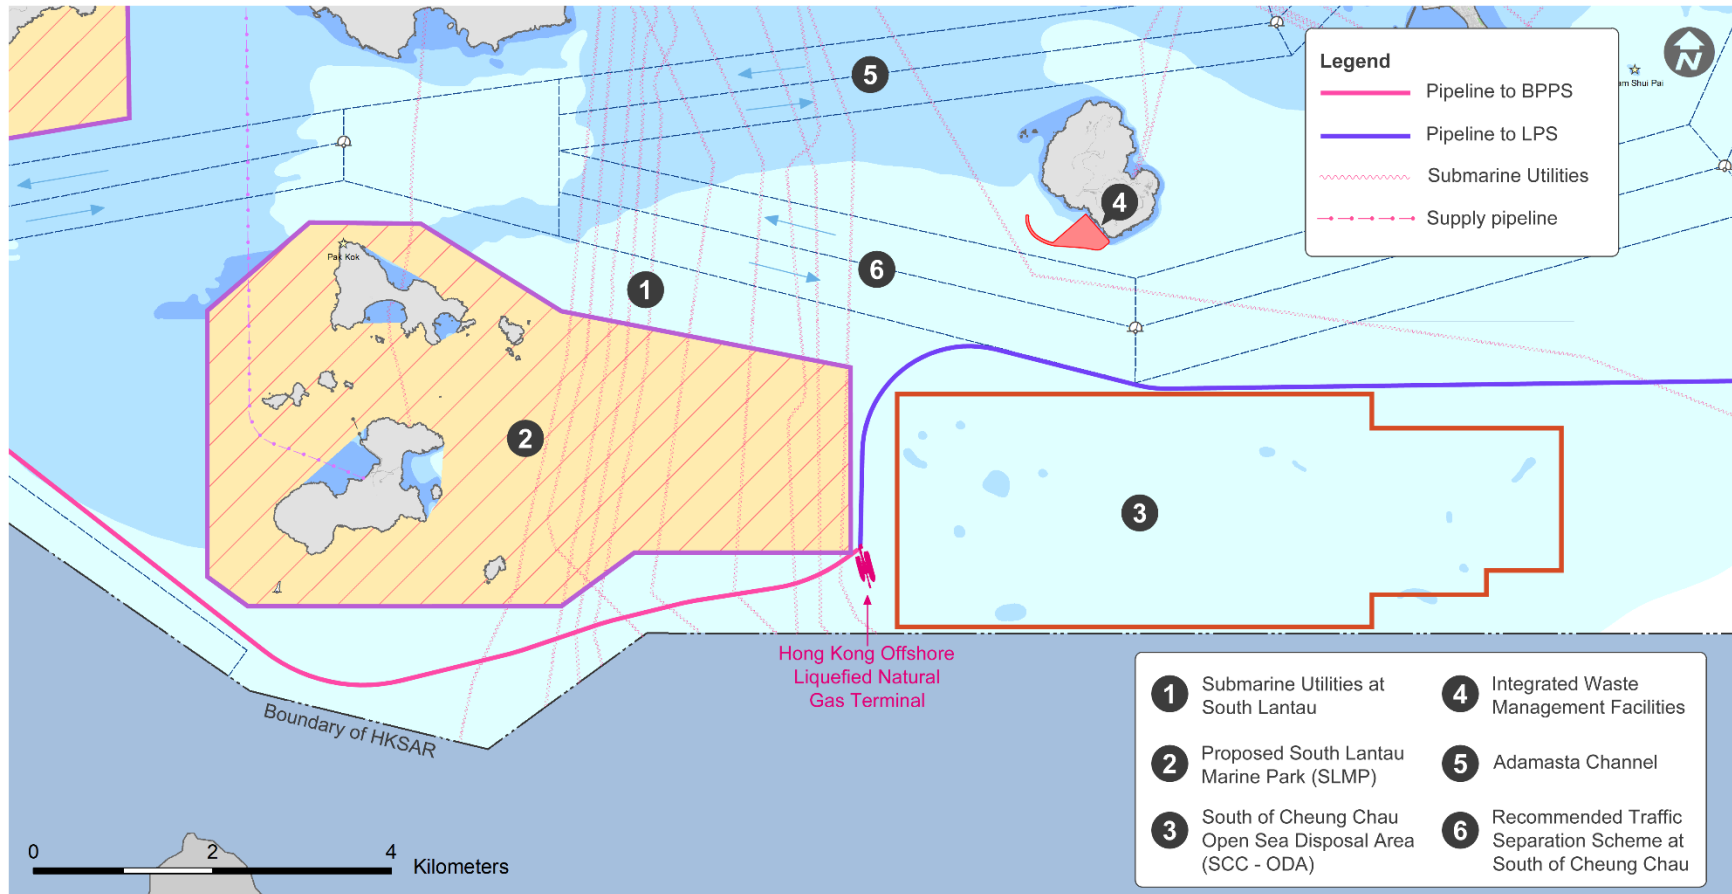 5
N
Legend
Pipeline to BPPS
Pipeline to LPS
Submarine Utilities
Supply pipeline
am Shui Pai
4
Pak Kok
1
6
2
3
Hong Kong Offshore
Liquefied Natural
Gas Terminal
Boundary of HKSAR
0 2 4 Kilometers
1 Submarine Utilities at
South Lantau
2 Proposed South Lantau
Marine Park (SLMP)
3 South of Cheung Chau
Open Sea Disposal Area
(SCC - ODA)
4 Integrated Waste
Management Facilities
5 Adamasta Channel
6 Recommended Traffic
Separation Scheme at
South of Cheung Chau